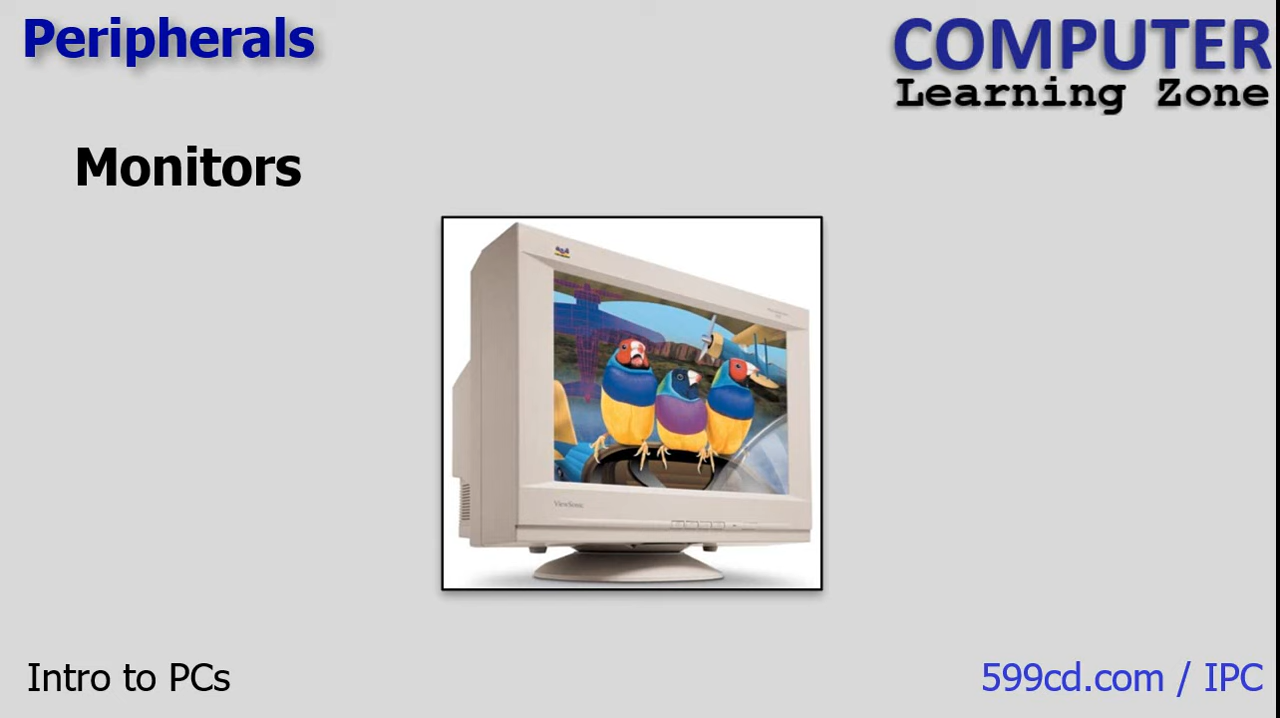 Peripherals
COMPUTER
Learning Zone
Monitors
ViewSonic
Intro to PCs
599cd.com / IPC